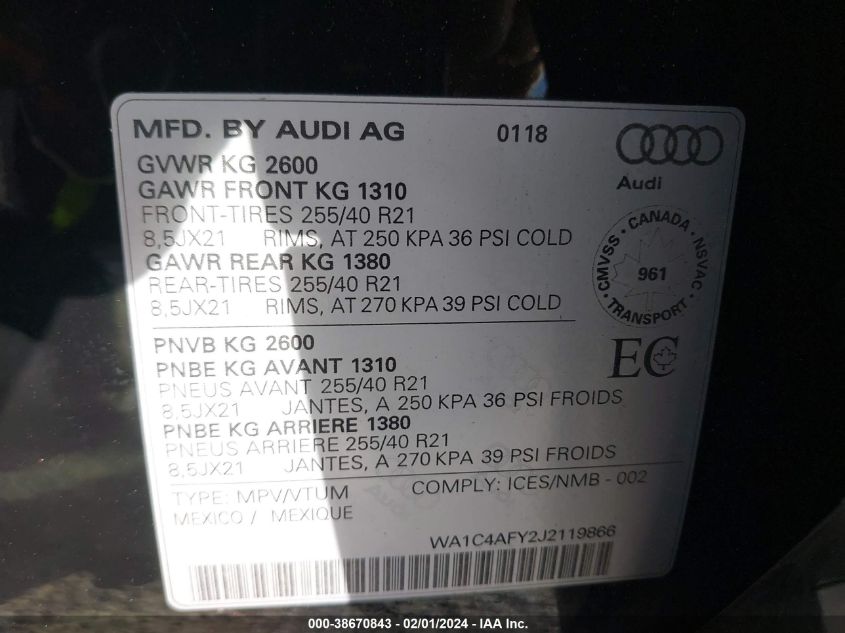 MFD. BY AUDI AG 0118
Audi
GVWR KG 2600
GAWR FRONT KG 1310
FRONT-TIRES 255/40 R21
8,5JX21 RIMS, AT 250 KPA 36 PSI COLD
GAWR REAR KG 1380
REAR-TIRES 255/40 R21
8,5JX21 RIMS, AT 270 KPA 39 PSI COLD
CMVSS · CANADA · NSVAC · TRANSPORT ·
961
PNVB KG 2600
PNBE KG AVANT 1310
PNEUS AVANT 255/40 R21
8,5JX21 JANTES, A 250 KPA 36 PSI FROIDS
PNBE KG ARRIERE 1380
PNEUS ARRIERE 255/40 R21
8,5JX21 JANTES, A 270 KPA 39 PSI FROIDS
EC
TYPE: MPV/VTUM COMPLY: ICES/NMB - 002
MEXICO / MEXIQUE
WA1C4AFY2J2119866
000-38670843 - 02/01/2024 - IAA Inc.